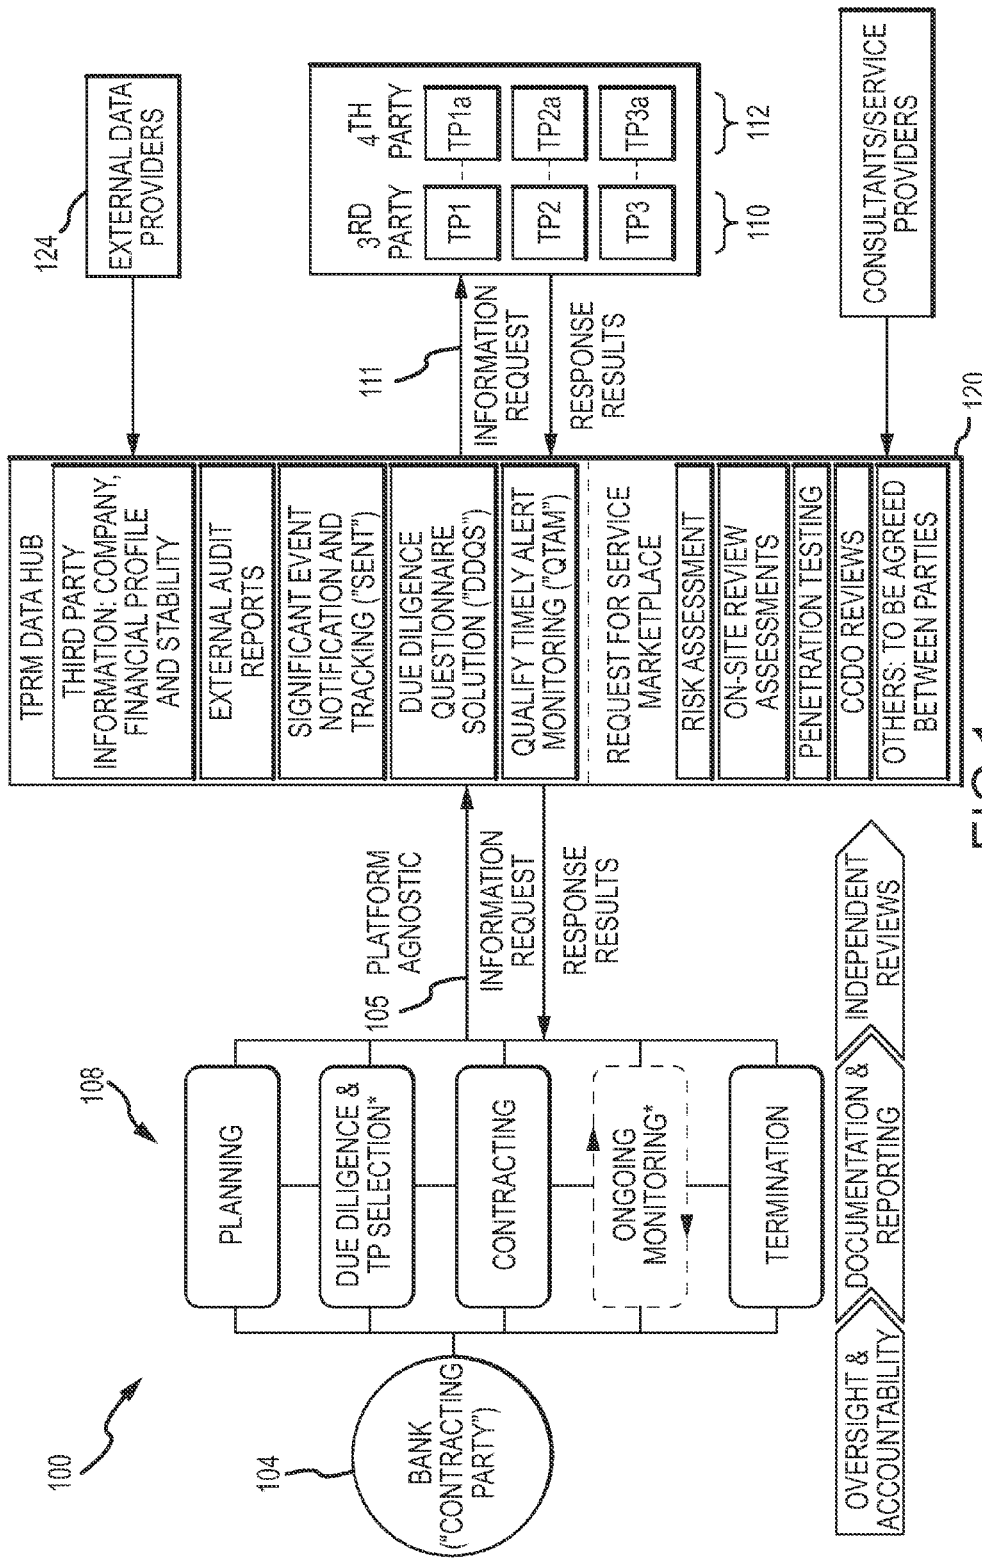 100
104
BANK
("CONTRACTING
PARTY")
108
PLANNING
DUE DILIGENCE &
TP SELECTION*
CONTRACTING
ONGOING
MONITORING*
TERMINATION
OVERSIGHT &
ACCOUNTABILITY
DOCUMENTATION &
REPORTING
INDEPENDENT
REVIEWS
105
PLATFORM
AGNOSTIC
INFORMATION
REQUEST
RESPONSE
RESULTS
TPRM DATA HUB
THIRD PARTY
INFORMATION: COMPANY,
FINANCIAL PROFILE
AND STABILITY
EXTERNAL AUDIT
REPORTS
SIGNIFICANT EVENT
NOTIFICATION AND
TRACKING ("SENT")
DUE DILIGENCE
QUESTIONNAIRE
SOLUTION ("DDQS")
QUALIFY TIMELY ALERT
MONITORING ("QTAM")
REQUEST FOR SERVICE
MARKETPLACE
RISK ASSESSMENT
ON-SITE REVIEW
ASSESSMENTS
PENETRATION TESTING
CCDO REVIEWS
OTHERS: TO BE AGREED
BETWEEN PARTIES
120
111
INFORMATION
REQUEST
RESPONSE
RESULTS
124
EXTERNAL DATA
PROVIDERS
3RD
PARTY
4TH
PARTY
TP1
TP1a
TP2
TP2a
TP3
TP3a
110
112
CONSULTANTS/SERVICE
PROVIDERS